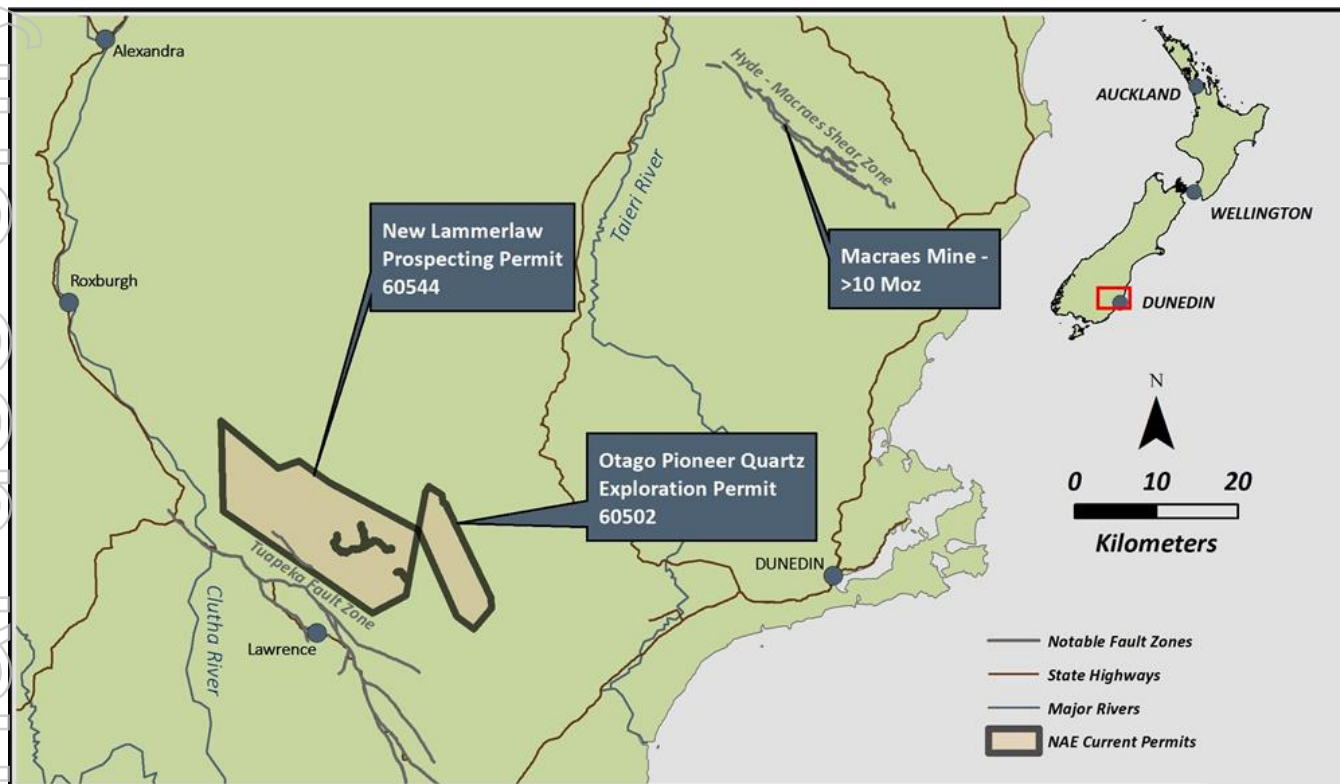 Alexandra
Hyde - Macraes Shear Zone
AUCKLAND
Taieri River
WELLINGTON
New Lammerlaw
Prospecting Permit
60544
Macraes Mine -
>10 Moz
Roxburgh
DUNEDIN
N
Otago Pioneer Quartz
Exploration Permit
60502
0 10 20
Kilometers
Tuapeka Fault Zone
DUNEDIN
Clutha River
Lawrence
Notable Fault Zones
State Highways
Major Rivers
NAE Current Permits